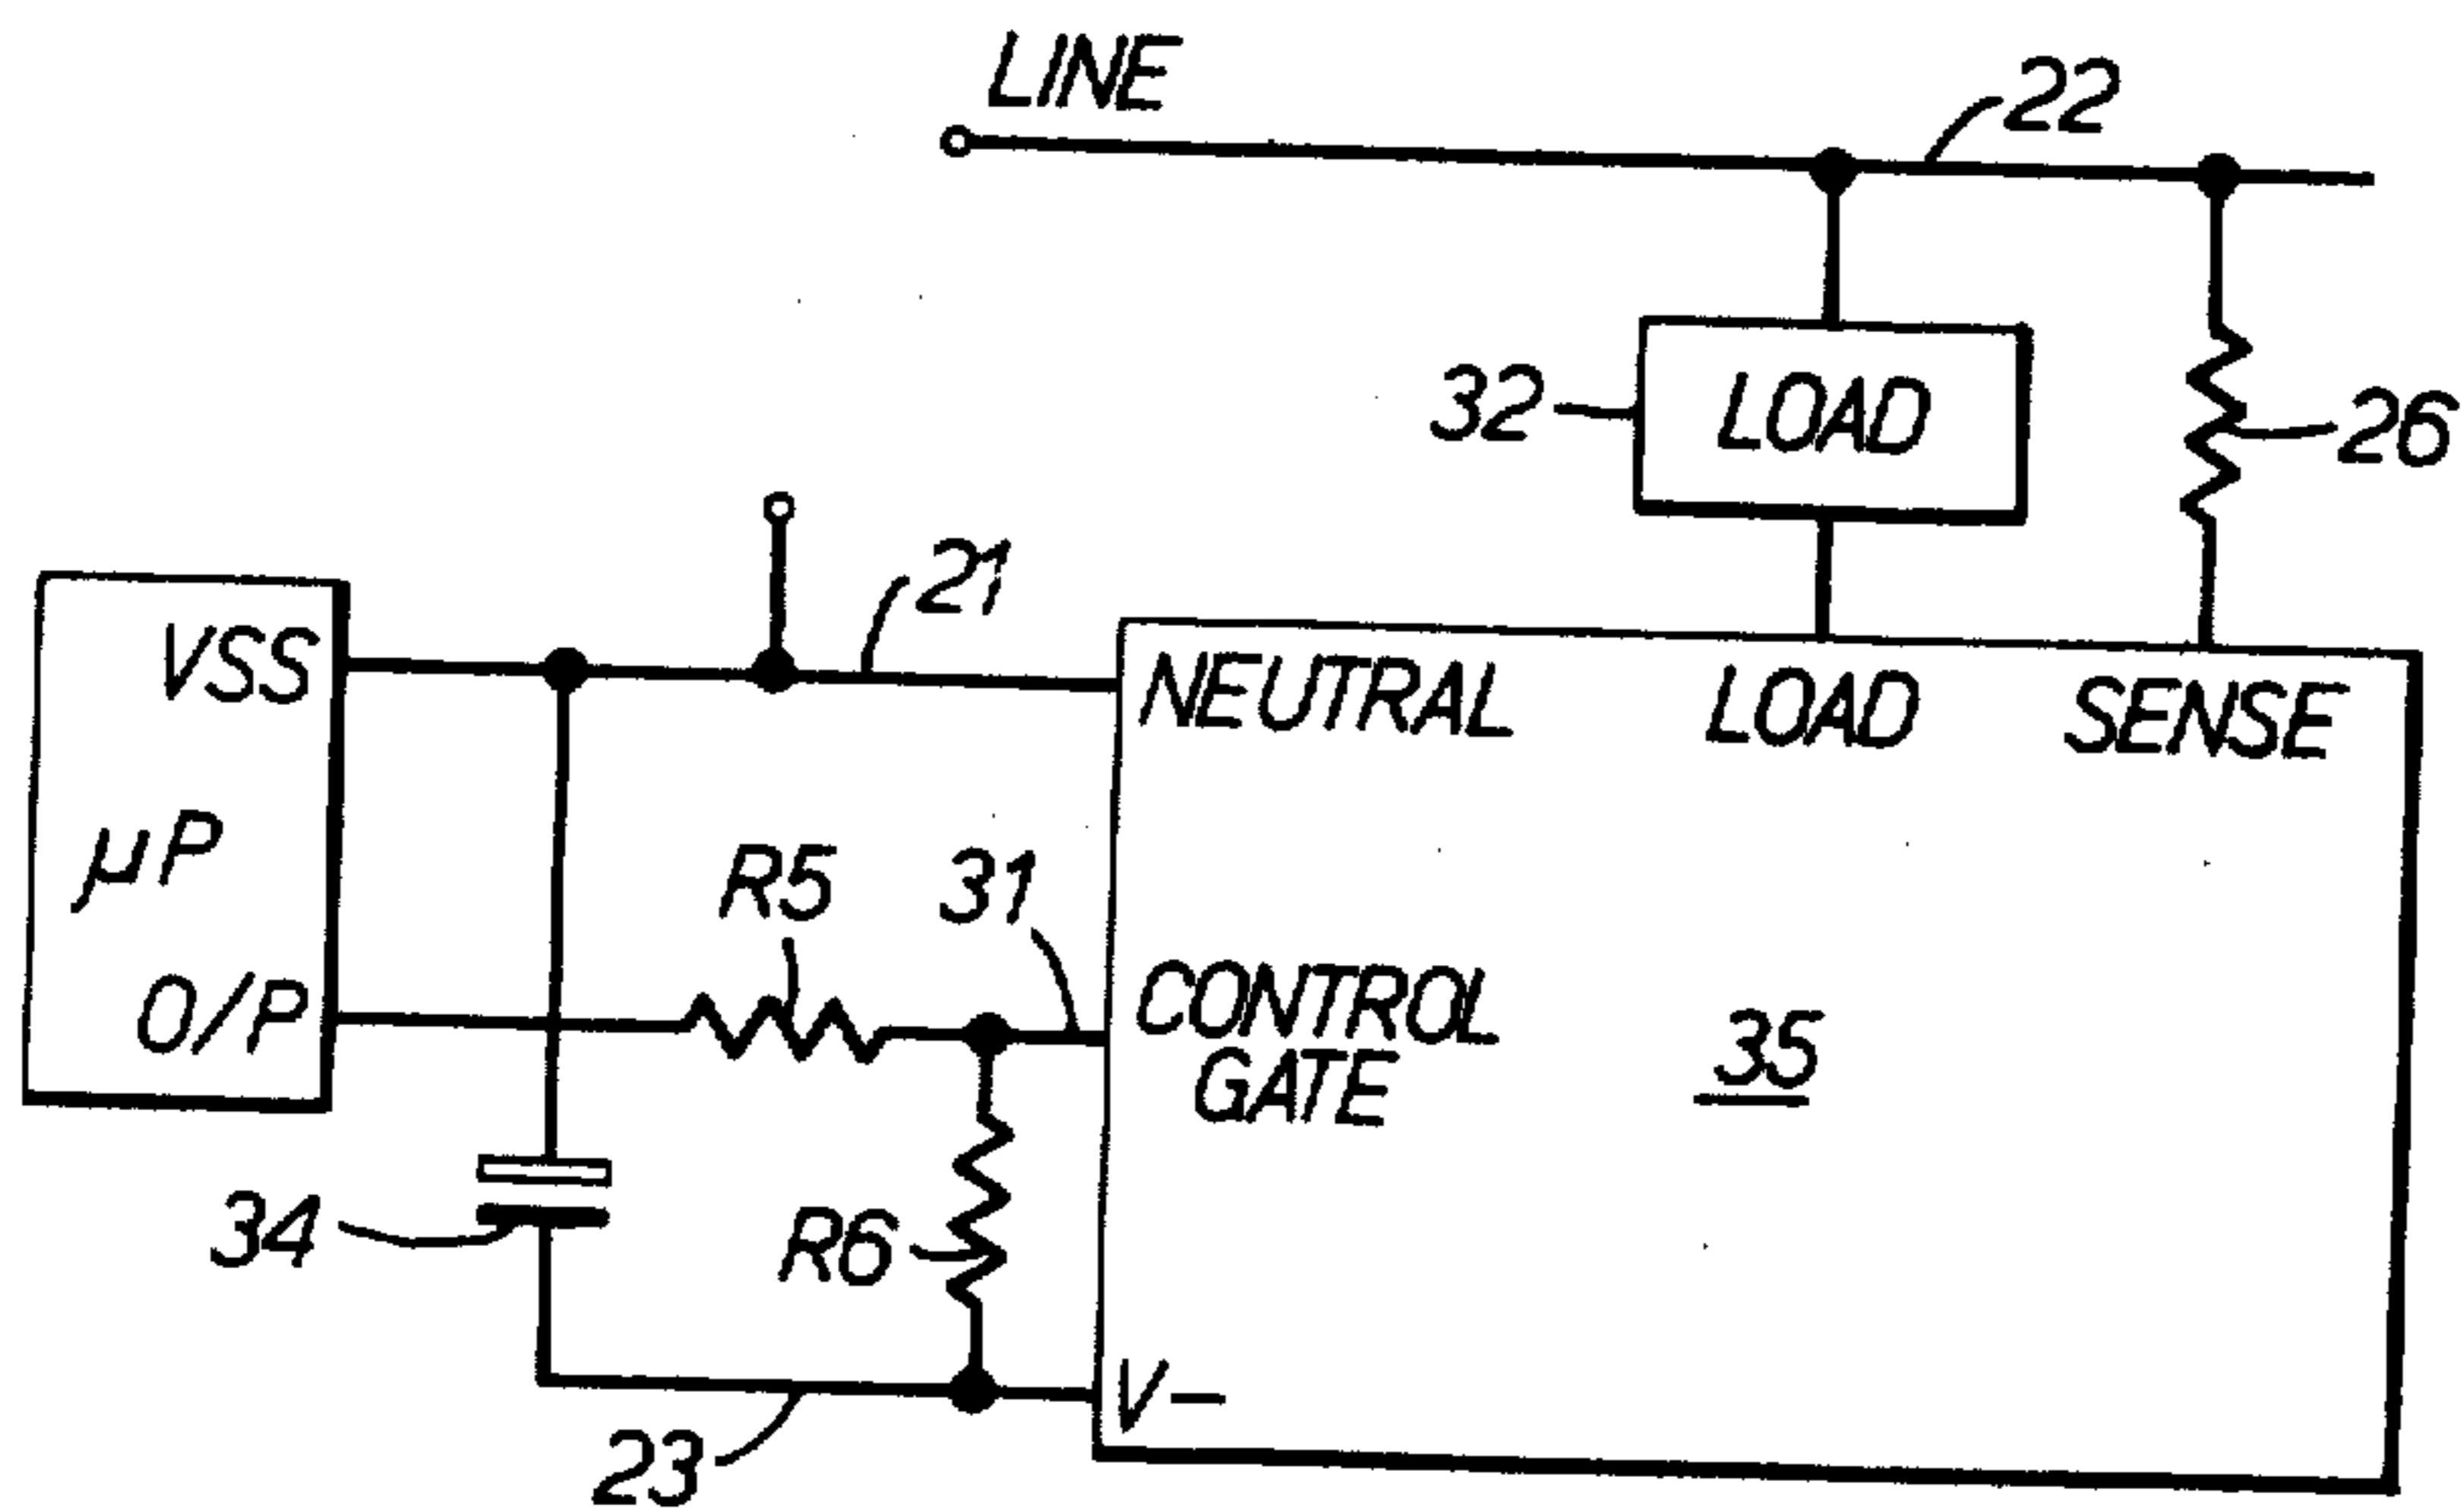 LINE
22
32
LOAD
26
21
VSS
NEUTRAL
LOAD
SENSE
μP
R5
31
O/P
CONTROL
GATE
35
34
R6
V-
23